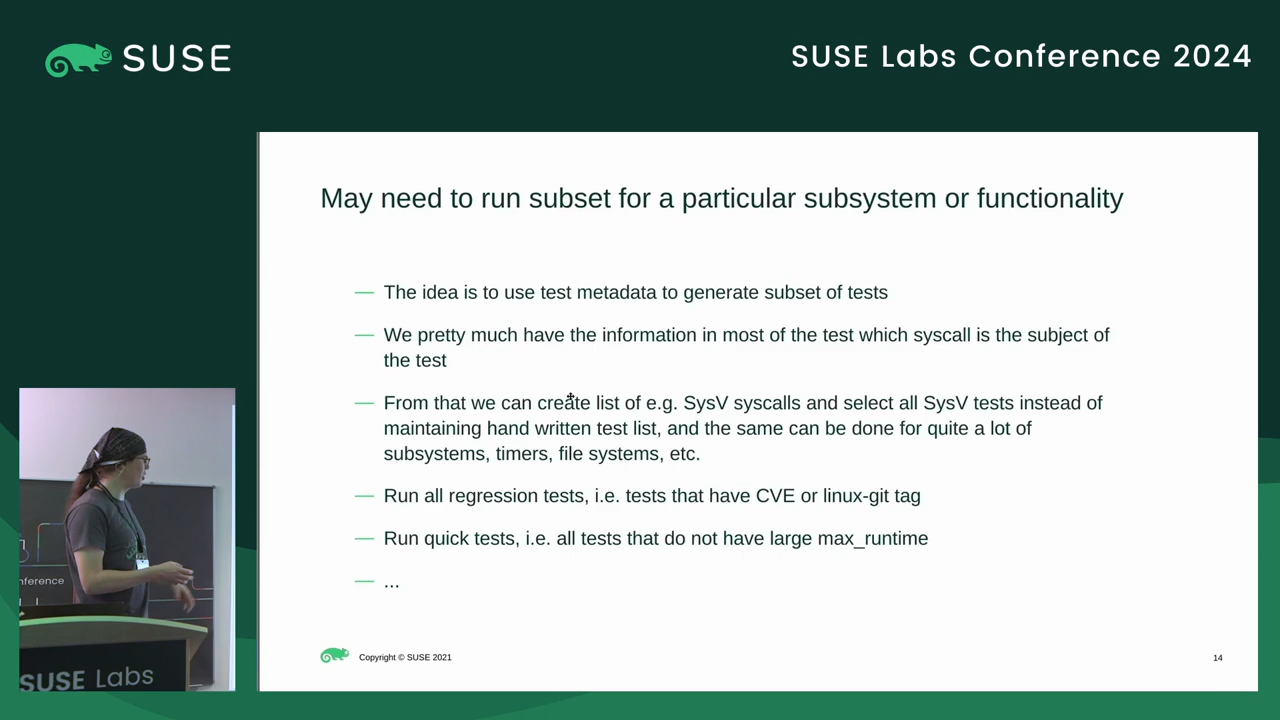 SUSE
SUSE Labs Conference 2024
May need to run subset for a particular subsystem or functionality
— The idea is to use test metadata to generate subset of tests
— We pretty much have the information in most of the test which syscall is the subject of
the test
— From that we can create list of e.g. SysV syscalls and select all SysV tests instead of
maintaining hand written test list, and the same can be done for quite a lot of
subsystems, timers, file systems, etc.
— Run all regression tests, i.e. tests that have CVE or linux-git tag
— Run quick tests, i.e. all tests that do not have large max_runtime
— ...
Copyright © SUSE 2021
14
nference
SUSE Labs